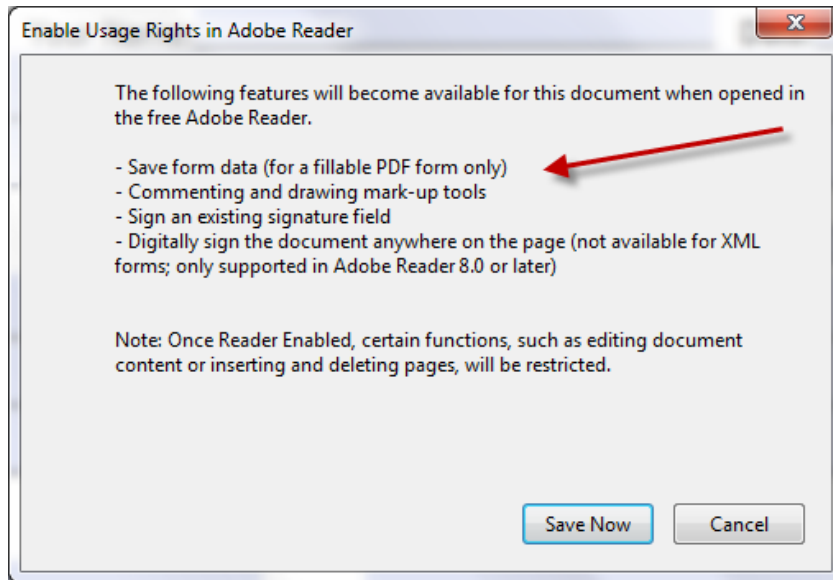 Enable Usage Rights in Adobe Reader
The following features will become available for this document when opened in
the free Adobe Reader.
- Save form data (for a fillable PDF form only)
- Commenting and drawing mark-up tools
- Sign an existing signature field
- Digitally sign the document anywhere on the page (not available for XML
forms; only supported in Adobe Reader 8.0 or later)
Note: Once Reader Enabled, certain functions, such as editing document
content or inserting and deleting pages, will be restricted.
Save Now
Cancel